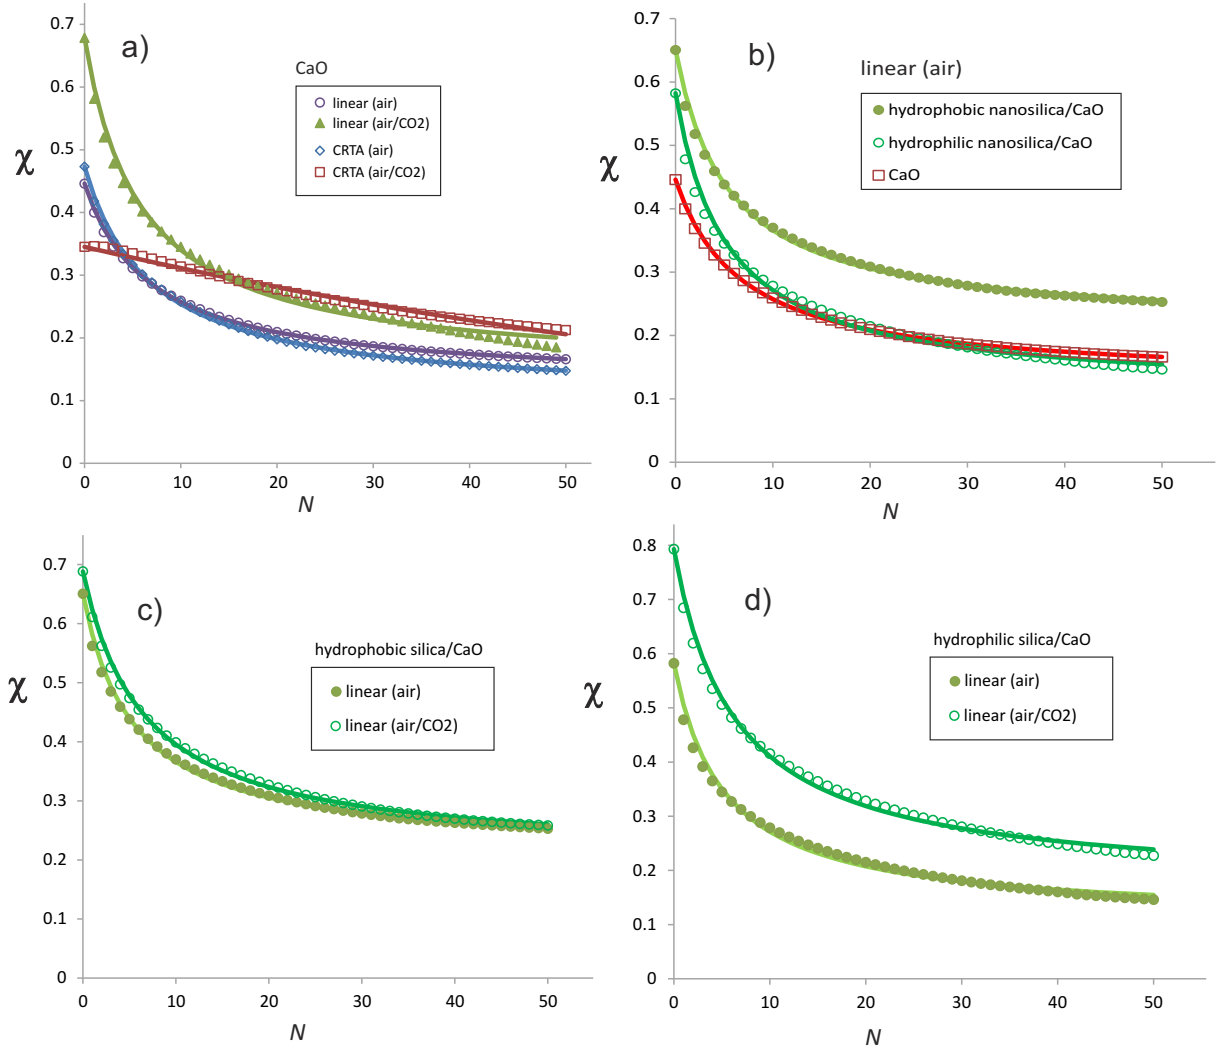 a)
CaO
linear (air)
linear (air/CO2)
CRTA (air)
CRTA (air/CO2)
χ
0.7
0.6
0.5
0.4
0.3
0.2
0.1
0
0 10 20 30 40 50
N
b)
linear (air)
hydrophobic nanosilica/CaO
hydrophilic nanosilica/CaO
CaO
χ
0.7
0.6
0.5
0.4
0.3
0.2
0.1
0
0 10 20 30 40 50
N
c)
hydrophobic silica/CaO
linear (air)
linear (air/CO2)
χ
0.7
0.6
0.5
0.4
0.3
0.2
0.1
0
0 10 20 30 40 50
N
d)
hydrophilic silica/CaO
linear (air)
linear (air/CO2)
χ
0.8
0.7
0.6
0.5
0.4
0.3
0.2
0.1
0
0 10 20 30 40 50
N